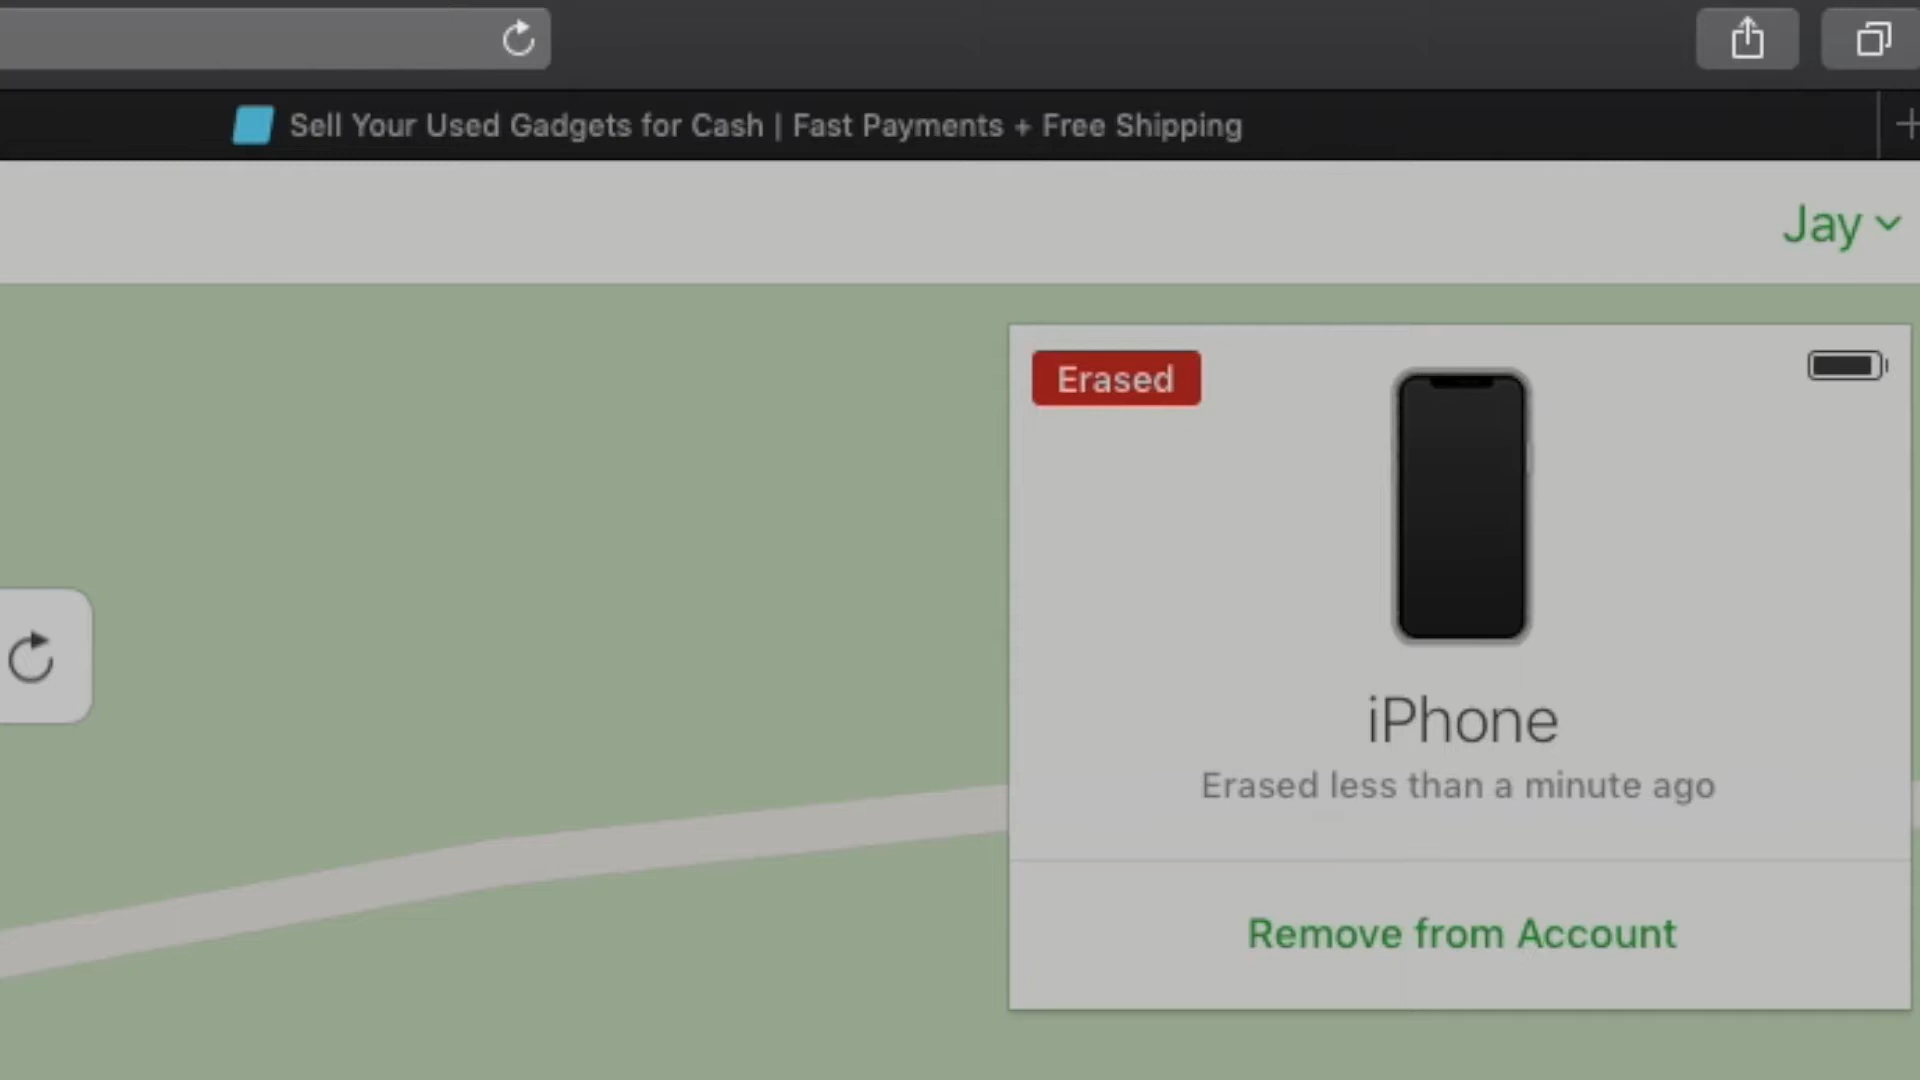 Sell Your Used Gadgets for Cash | Fast Payments + Free Shipping
Jay
Erased
iPhone
Erased less than a minute ago
Remove from Account